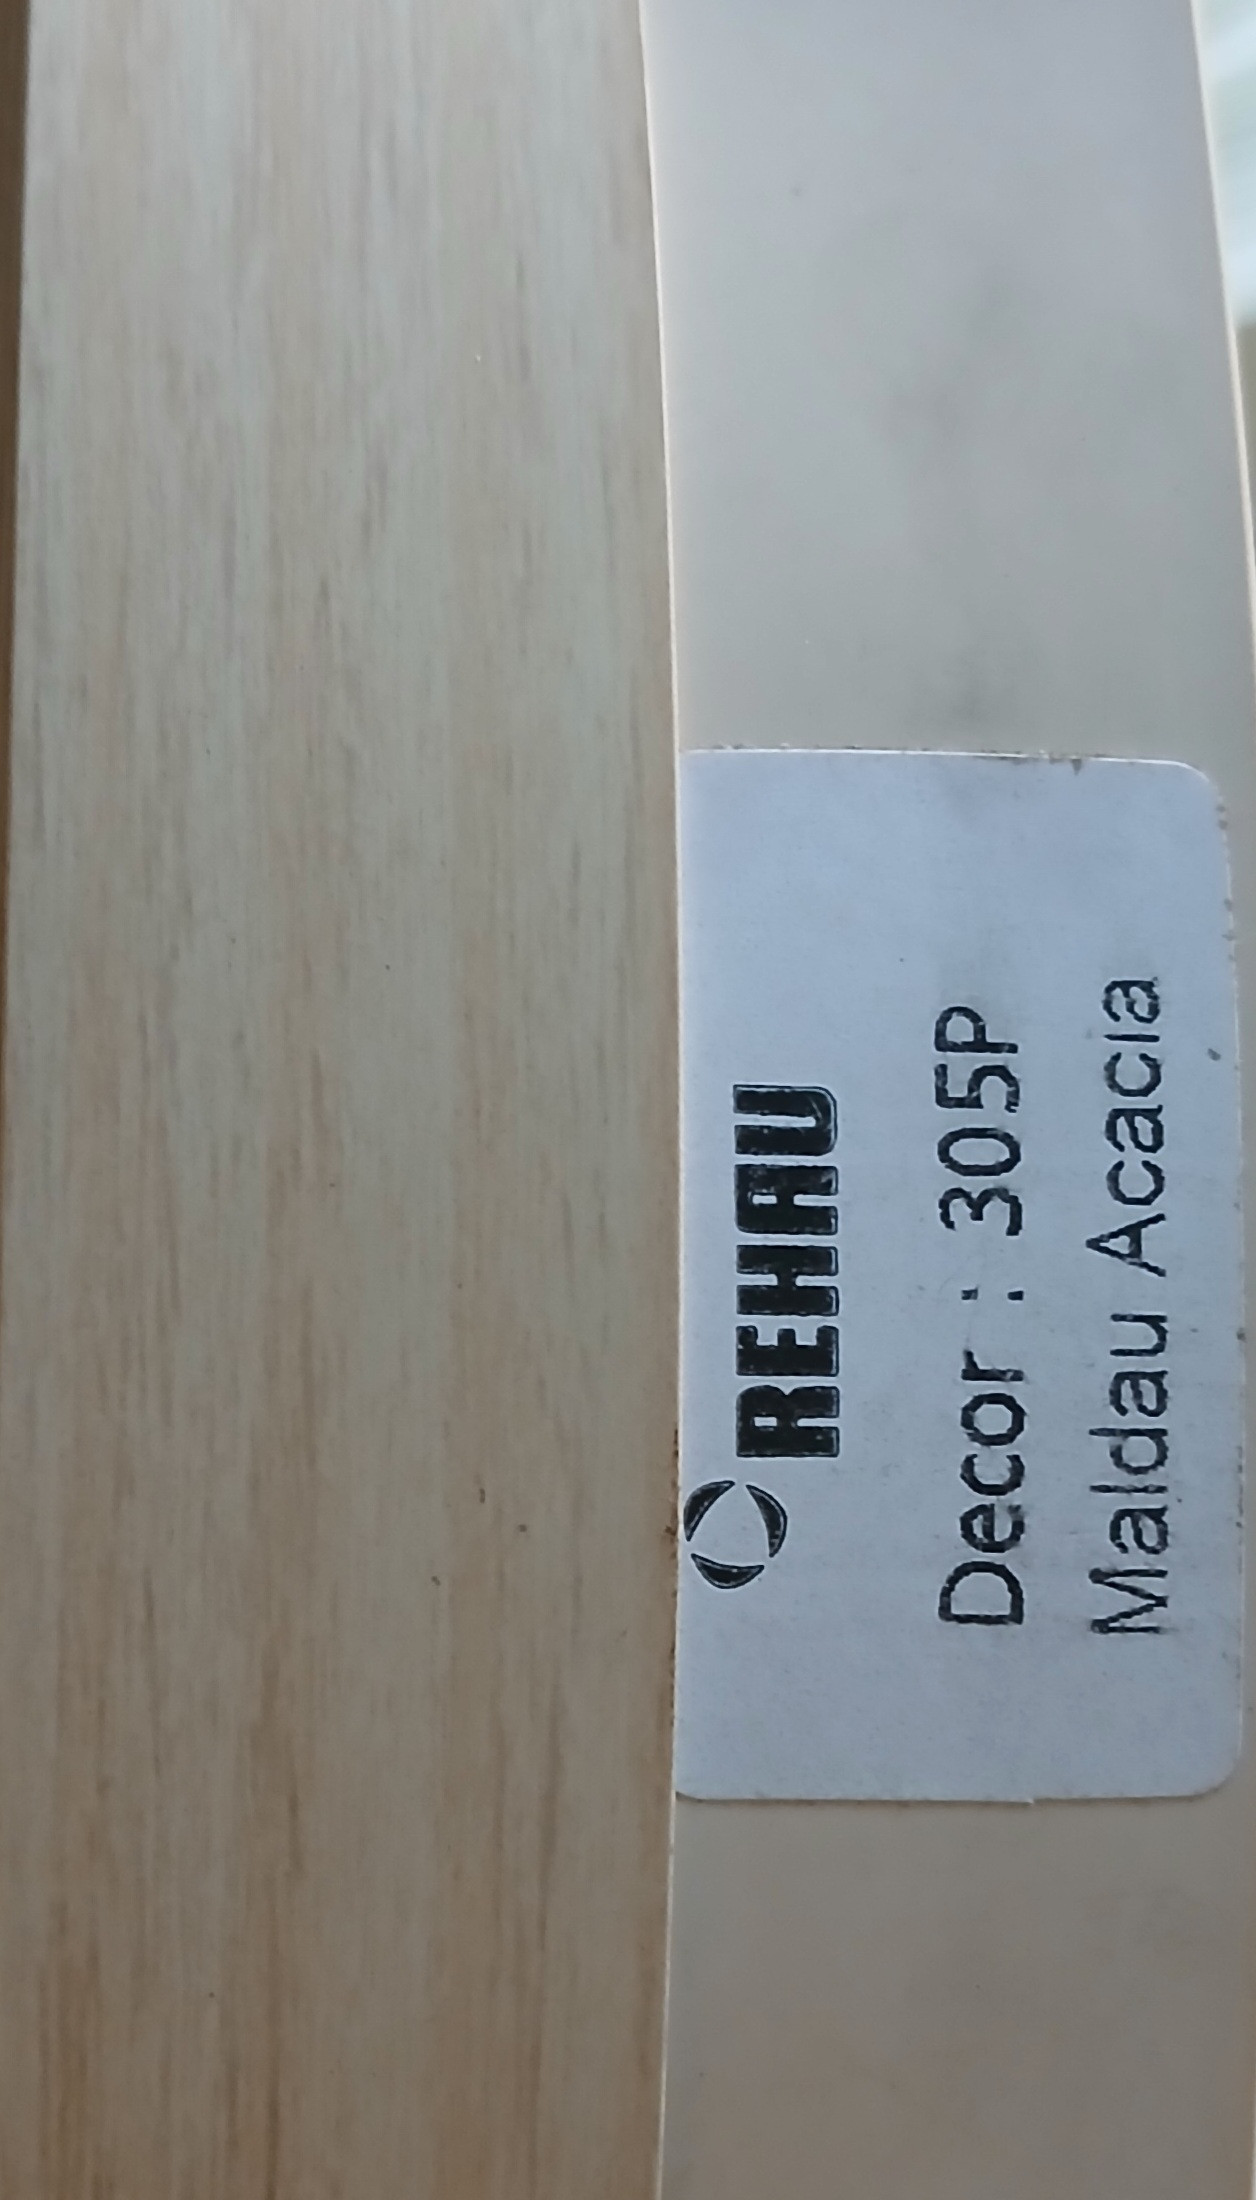 REHAU
Decor : 305P
Maldau Acacia